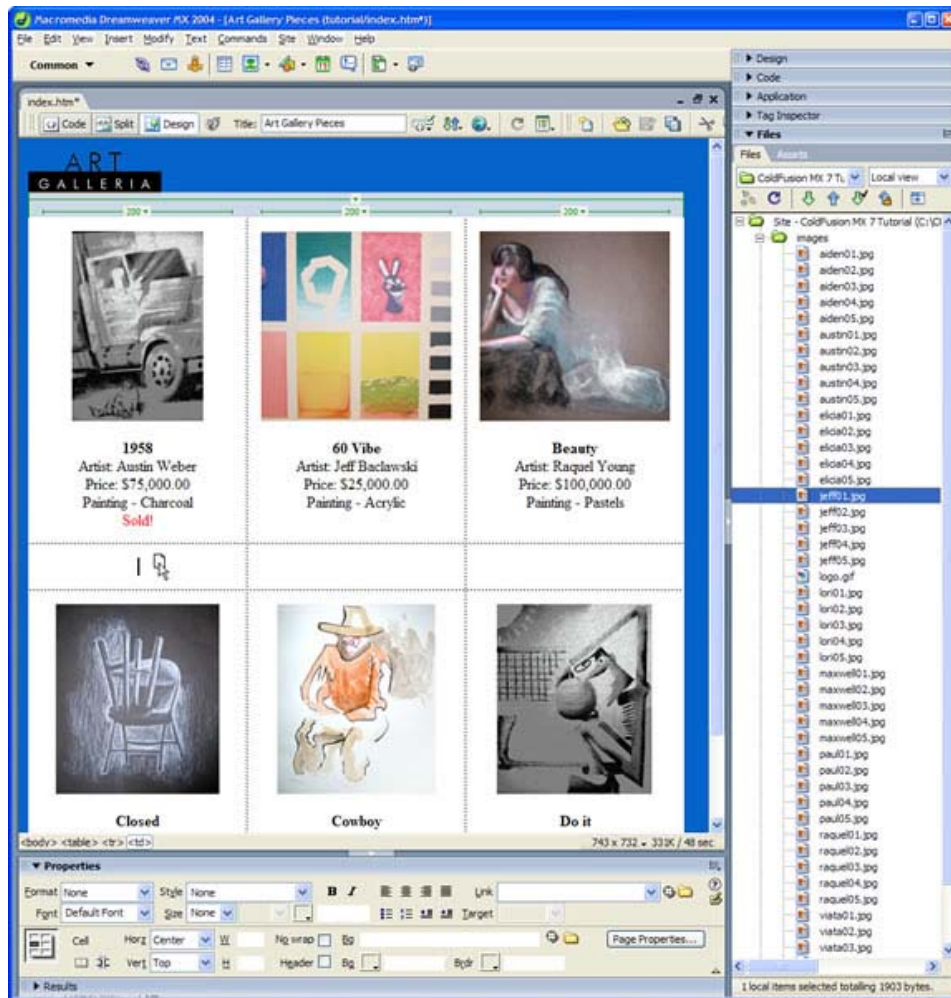 Macromedia Dreamweaver MX 2004 - [Art Gallery Pieces (tutorial/index.htm*)]
File Edit View Insert Modify Text Commands Site Window Help
Common
index.htm*
Code Split Design Title: Art Gallery Pieces
ART
GALLERIA
200 200 200
1958
Artist: Austin Weber
Price: $75,000.00
Painting - Charcoal
Sold!
60 Vibe
Artist: Jeff Baclawski
Price: $25,000.00
Painting - Acrylic
Beauty
Artist: Raquel Young
Price: $100,000.00
Painting - Pastels
Closed
Cowboy
Do it
<body> <table> <tr> <td>
743 x 732 331K / 48 sec
Properties
Format None Style None B I Link
Font Default Font Size None Target
Cell Horz Center W No wrap Bg Page Properties...
Vert Top H Header Bg Brdr
Results
Design
Code
Application
Tag Inspector
Files
Files Assets
ColdFusion MX 7 Tu Local view
Site - ColdFusion MX 7 Tutorial (C:\
images
aiden01.jpg
aiden02.jpg
aiden03.jpg
aiden04.jpg
aiden05.jpg
austin01.jpg
austin02.jpg
austin03.jpg
austin04.jpg
austin05.jpg
elicia01.jpg
elicia02.jpg
elicia03.jpg
elicia04.jpg
elicia05.jpg
jeff01.jpg
jeff02.jpg
jeff03.jpg
jeff04.jpg
jeff05.jpg
logo.gif
lori01.jpg
lori02.jpg
lori03.jpg
lori04.jpg
lori05.jpg
maxwell01.jpg
maxwell02.jpg
maxwell03.jpg
maxwell04.jpg
maxwell05.jpg
paul01.jpg
paul02.jpg
paul03.jpg
paul04.jpg
paul05.jpg
raquel01.jpg
raquel02.jpg
raquel03.jpg
raquel04.jpg
raquel05.jpg
viata01.jpg
viata02.jpg
viata03.jpg
1 local items selected totalling 1903 bytes.